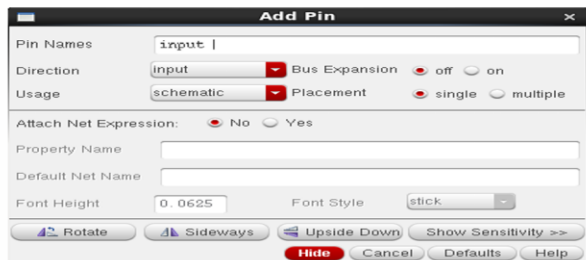 Add Pin
Pin Names input
Direction input Bus Expansion off on
Usage schematic Placement single multiple
Attach Net Expression: No Yes
Property Name
Default Net Name
Font Height 0.0625 Font Style stick
Rotate Sideways Upside Down Show Sensitivity >>
Hide Cancel Defaults Help